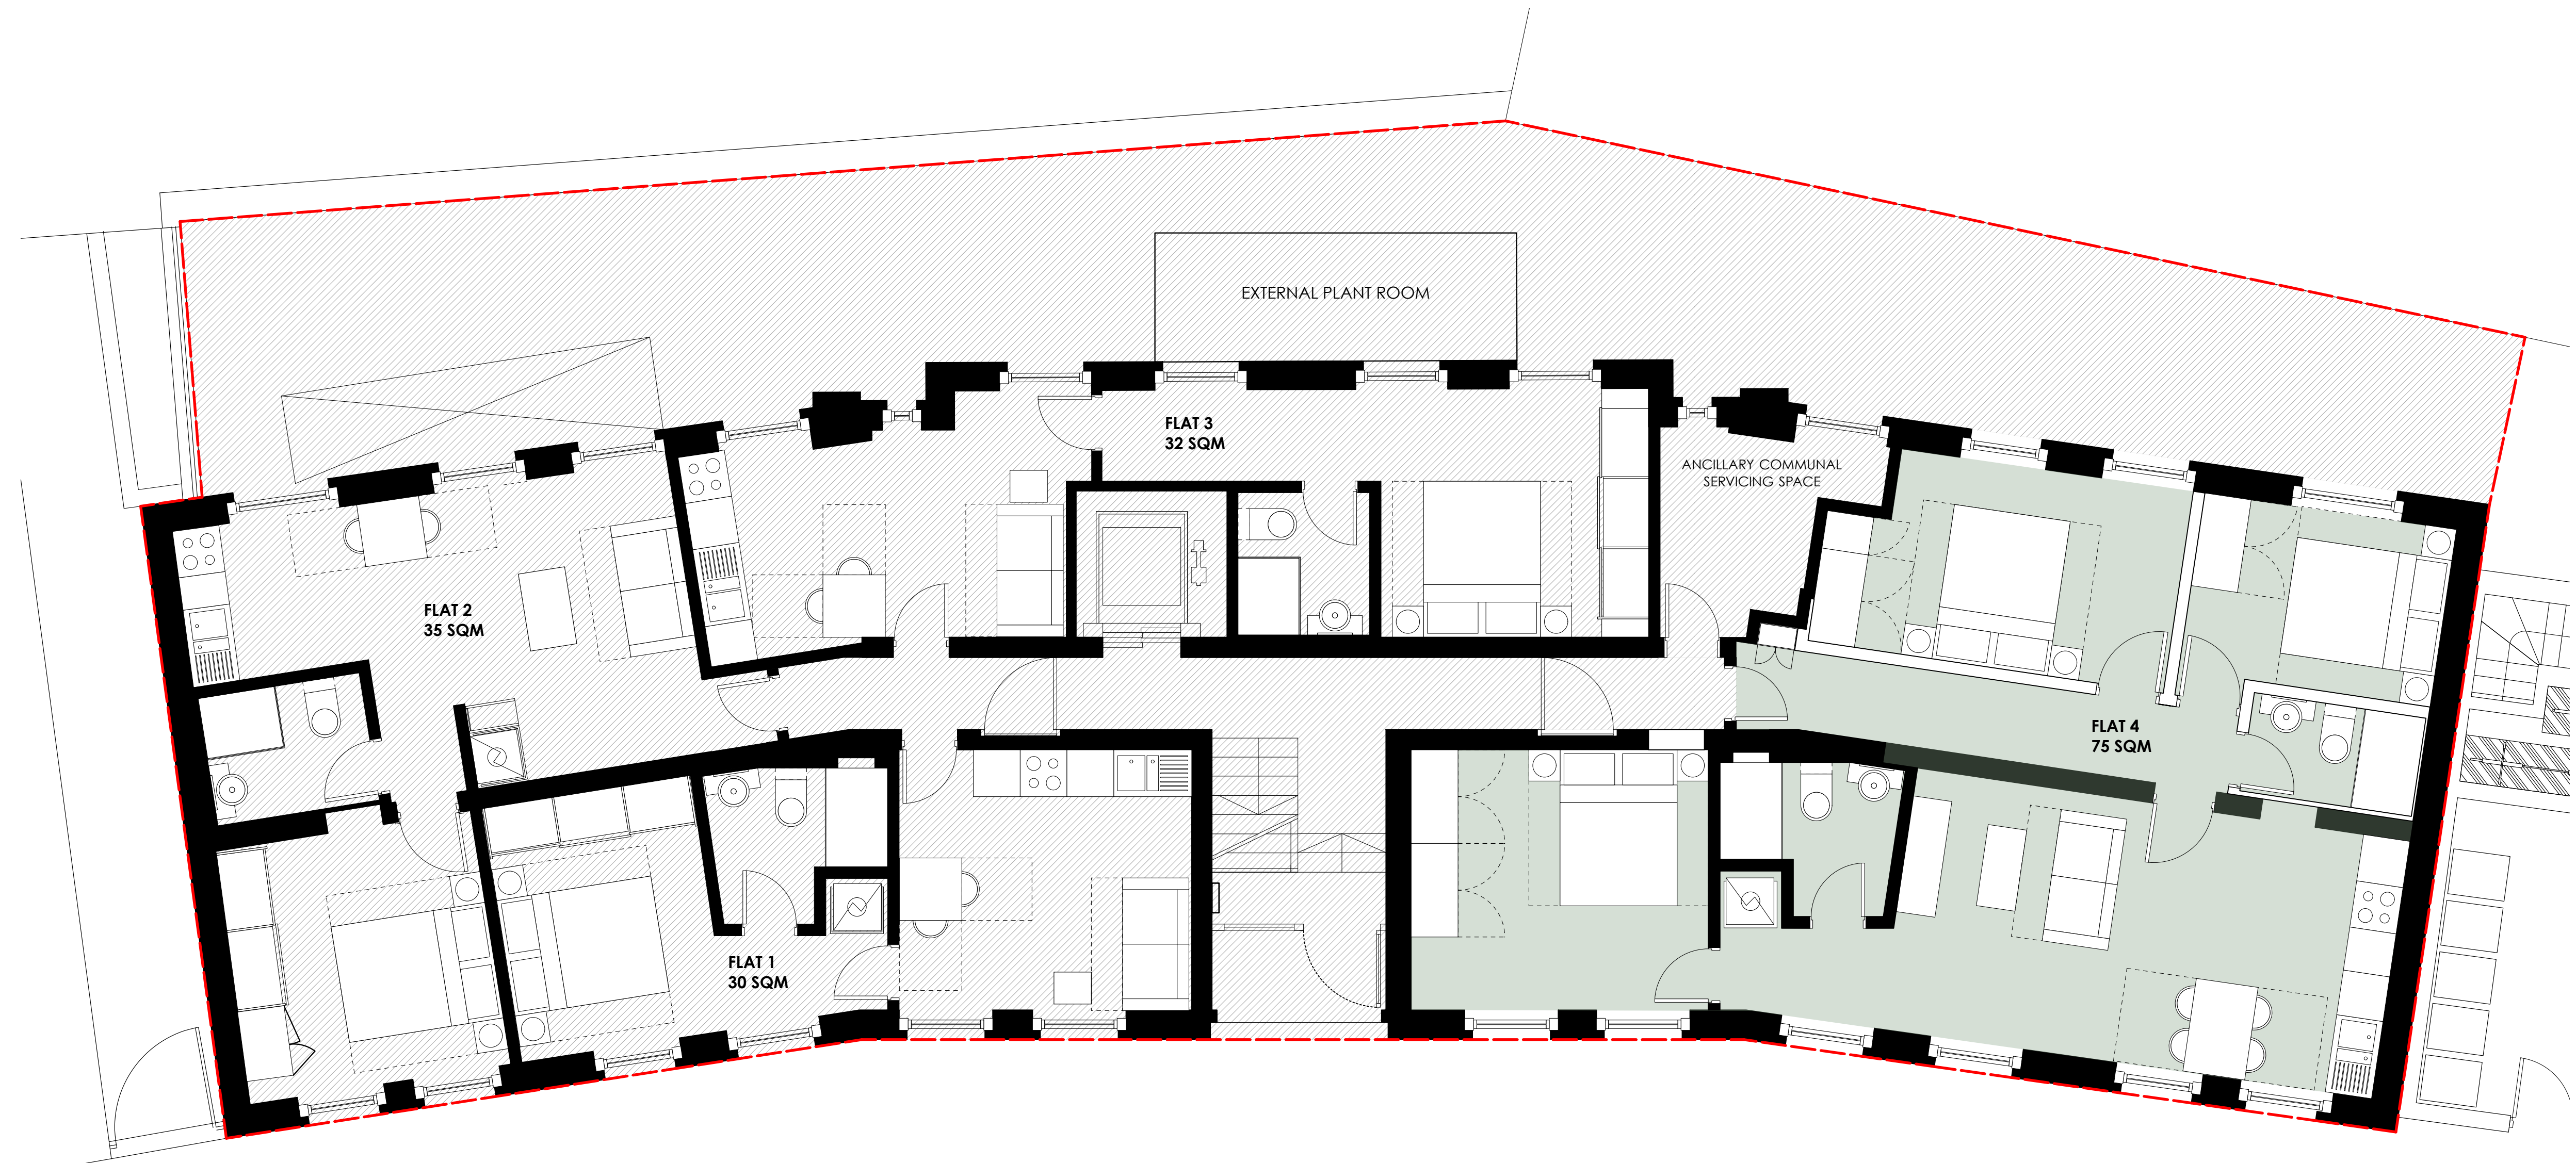 EXTERNAL PLANT ROOM
FLAT 3
32 SQM
ANCILLARY COMMUNAL
SERVICING SPACE
FLAT 2
35 SQM
FLAT 4
75 SQM
FLAT 1
30 SQM